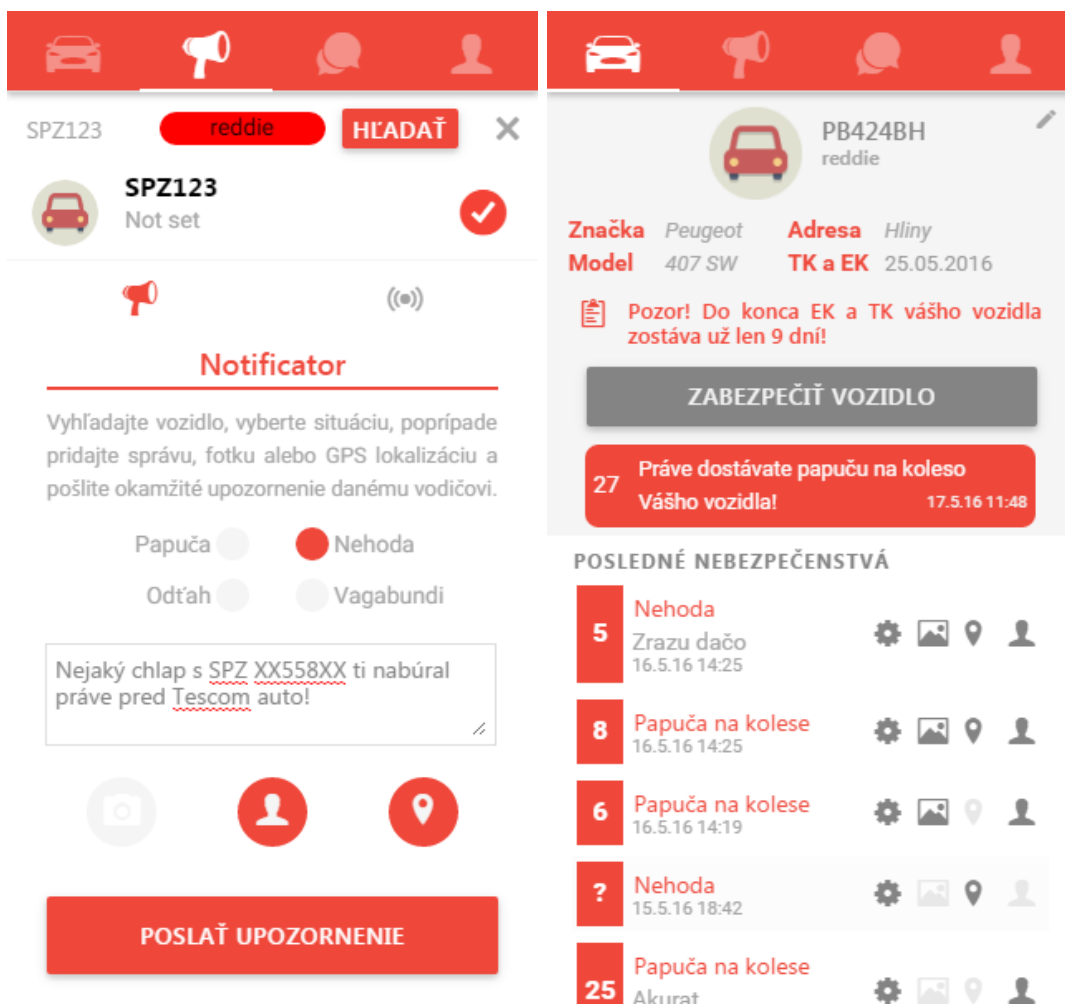 SPZ123 reddie HĽADAŤ
SPZ123
Not set
Notificator
Vyhľadajte vozidlo, vyberte situáciu, poprípade
pridajte správu, fotku alebo GPS lokalizáciu a
pošlite okamžité upozornenie danému vodičovi.
Papuča Nehoda
Odťah Vagabundi
Nejaký chlap s SPZ XX558XX ti nabúral
práve pred Tescom auto!
POSLAŤ UPOZORNENIE
PB424BH
reddie
Značka Peugeot Adresa Hliny
Model 407 SW TK a EK 25.05.2016
Pozor! Do konca EK a TK vášho vozidla
zostáva už len 9 dní!
ZABEZPEČIŤ VOZIDLO
27 Práve dostávate papuču na koleso
Vášho vozidla! 17.5.16 11:48
POSLEDNÉ NEBEZPEČENSTVÁ
5 Nehoda
Zrazu dačo
16.5.16 14:25
8 Papuča na kolese
16.5.16 14:25
6 Papuča na kolese
16.5.16 14:19
? Nehoda
15.5.16 18:42
25 Papuča na kolese
Akurat